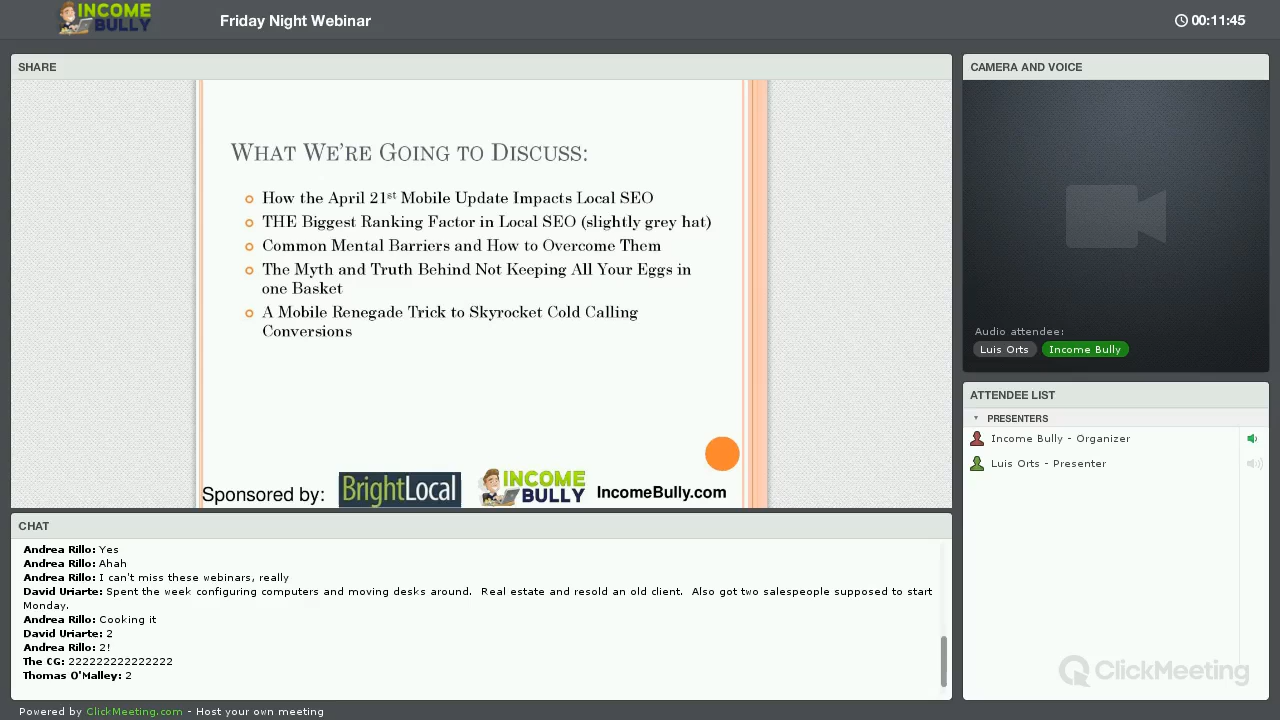 INCOME
BULLY
Friday Night Webinar
00:11:45
SHARE
WHAT WE'RE GOING TO DISCUSS:
How the April 21st Mobile Update Impacts Local SEO
THE Biggest Ranking Factor in Local SEO (slightly grey hat)
Common Mental Barriers and How to Overcome Them
The Myth and Truth Behind Not Keeping All Your Eggs in
one Basket
A Mobile Renegade Trick to Skyrocket Cold Calling
Conversions
Sponsored by:
BrightLocal
INCOME
BULLY
IncomeBully.com
CAMERA AND VOICE
Audio attendee:
Luis Orts
Income Bully
ATTENDEE LIST
PRESENTERS
Income Bully - Organizer
Luis Orts - Presenter
ClickMeeting
CHAT
Andrea Rillo: Yes
Andrea Rillo: Ahah
Andrea Rillo: I can't miss these webinars, really
David Uriarte: Spent the week configuring computers and moving desks around.  Real estate and resold an old client.  Also got two salespeople supposed to start
Monday.
Andrea Rillo: Cooking it
David Uriarte: 2
Andrea Rillo: 2!
The CG: 222222222222222
Thomas O'Malley: 2
Powered by ClickMeeting.com - Host your own meeting